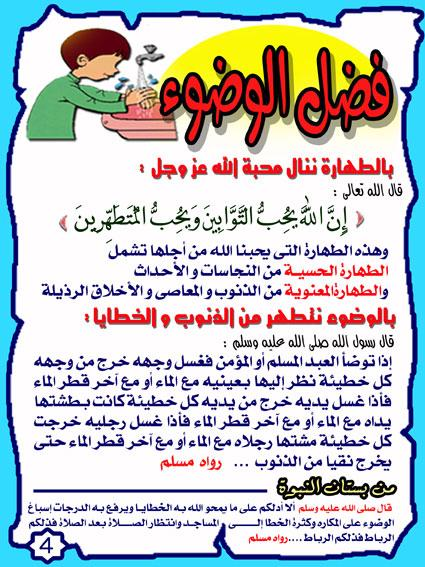 فضل الوضوء
بالطهارة ننال محبة الله عز وجل :
قال الله تعالى :
﴿ إِنَّ اللَّهَ يُحِبُّ التَّوَّابِينَ وَيُحِبُّ الْمُتَطَهِّرِينَ ﴾
وهذه الطهارة التى يحبنا الله من أجلها تشمل
الطهارة الحسية من النجاسات و الأحداث
و الطهارة المعنوية من الذنوب و المعاصى و الأخلاق الرذيلة
بالوضوء نتطهر من الذنوب و الخطايا :
قال رسول الله صلى الله عليه وسلم :
إذا توضأ العبد المسلم أو المؤمن فغسل وجهه خرج من وجهه
كل خطيئة نظر إليها بعينيه مع الماء أو مع آخر قطر الماء
فأذا غسل يديه خرج من يديه كل خطيئة كانت بطشتها
يداه مع الماء أو مع آخر قطر الماء فأذا غسل رجليه خرجت
كل خطيئة مشتها رجلاه مع الماء أو مع آخر قطر الماء حتى
يخرج نقيا من الذنوب ... رواه مسلم
من بستان النبوة
قال صلى الله عليه وسلم ألا أدلكم على ما يمحو الله به الخطايا ويرفع به الدرجات إسباغ
الوضوء على المكاره وكثرة الخطا إلــى المساجد وانتظار الصــلاة بعد الصلاة فذلكم
الرباط فذلكم الرباط....رواه مسلم
4